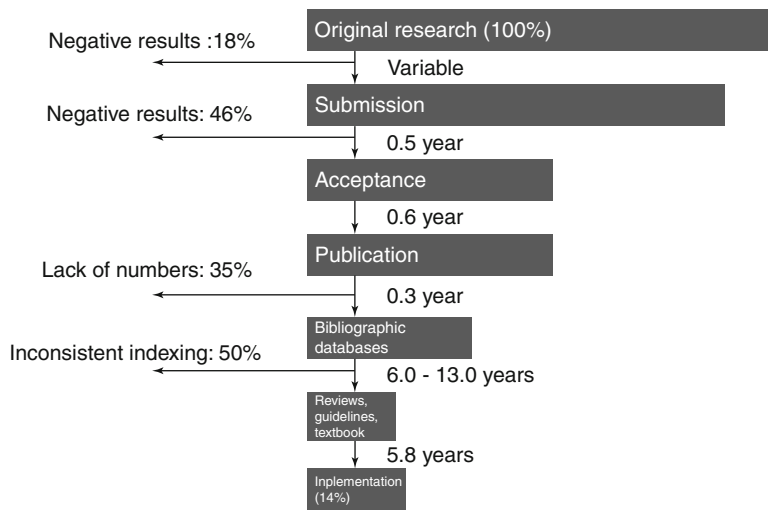 Original research (100%)
Negative results :18%
Variable
Submission
Negative results: 46%
0.5 year
Acceptance
0.6 year
Publication
Lack of numbers: 35%
0.3 year
Bibliographic
databases
Inconsistent indexing: 50%
6.0 - 13.0 years
Reviews,
guidelines,
textbook
5.8 years
Inplementation
(14%)